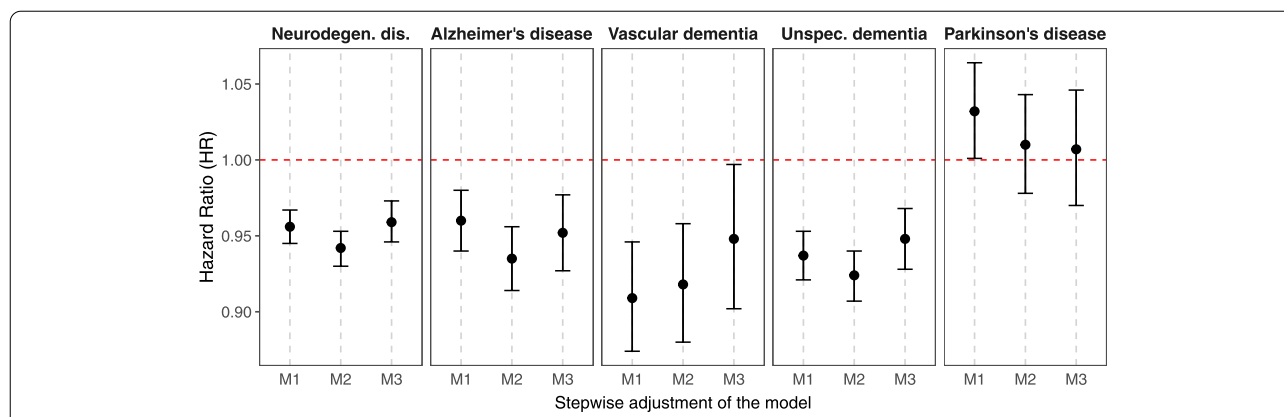 Neurodegen. dis. Alzheimer's disease Vascular dementia Unspec. dementia Parkinson's disease
Hazard Ratio (HR)
1.05
1.00
0.95
0.90
M1 M2 M3 M1 M2 M3 M1 M2 M3 M1 M2 M3 M1 M2 M3
Stepwise adjustment of the model